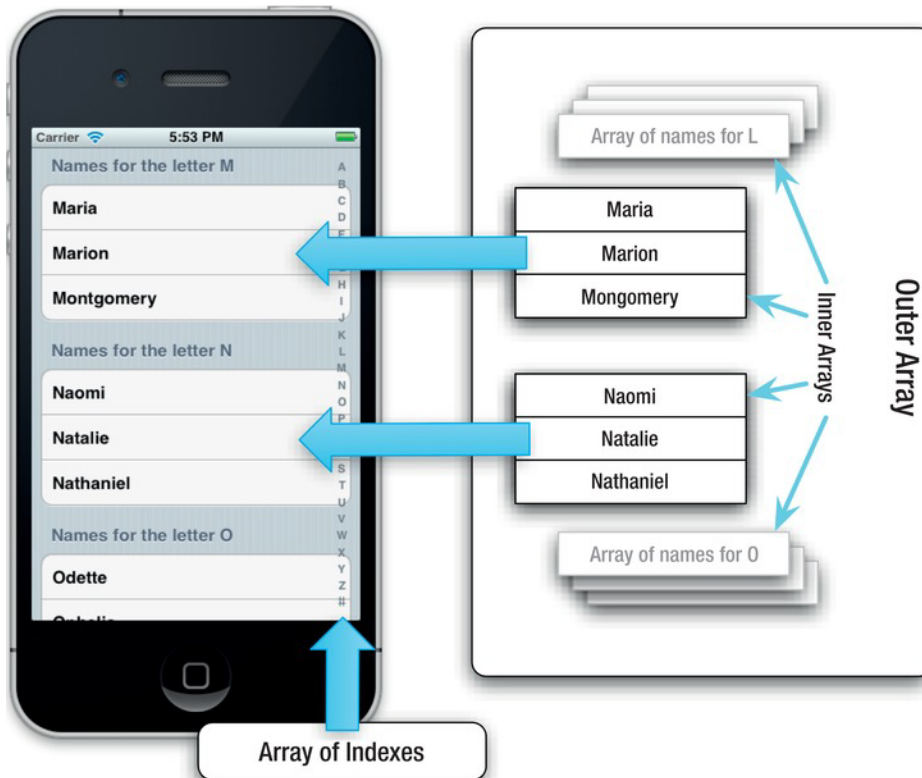 Carrier 5:53 PM
Names for the letter M
Maria
Marion
Montgomery
Names for the letter N
Naomi
Natalie
Nathaniel
Names for the letter O
Odette
Ophelia
A
B
C
D
E
H
I
J
K
L
M
N
O
P
S
T
U
V
W
X
Y
Z
#
Array of Indexes
Array of names for L
Maria
Marion
Mongomery
Naomi
Natalie
Nathaniel
Array of names for O
Inner Arrays
Outer Array